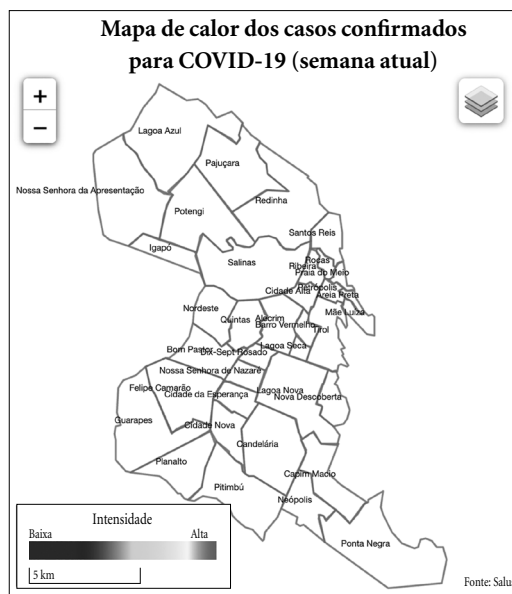 Mapa de calor dos casos confirmados
para COVID-19 (semana atual)
+
−
Lagoa Azul
Pajuçara
Nossa Senhora da Apresentação
Redinha
Potengi
Santos Reis
Igapó
Rocas
Salinas
Ribeira
Praia do Meio
Petrópolis
Cidade Alta
Areia Preta
Nordeste
Mãe Luiza
Quintas
Alecrim
Barro Vermelho
Tirol
Lagoa Seca
Bom Pastor
Dix-Sept Rosado
Nossa Senhora de Nazaré
Felipe Camarão
Lagoa Nova
Cidade da Esperança
Nova Descoberta
Guarapes
Cidade Nova
Candelária
Planalto
Capim Macio
Pitimbú
Neópolis
Ponta Negra
Intensidade
Baixa Alta
5 km
Fonte: Salus